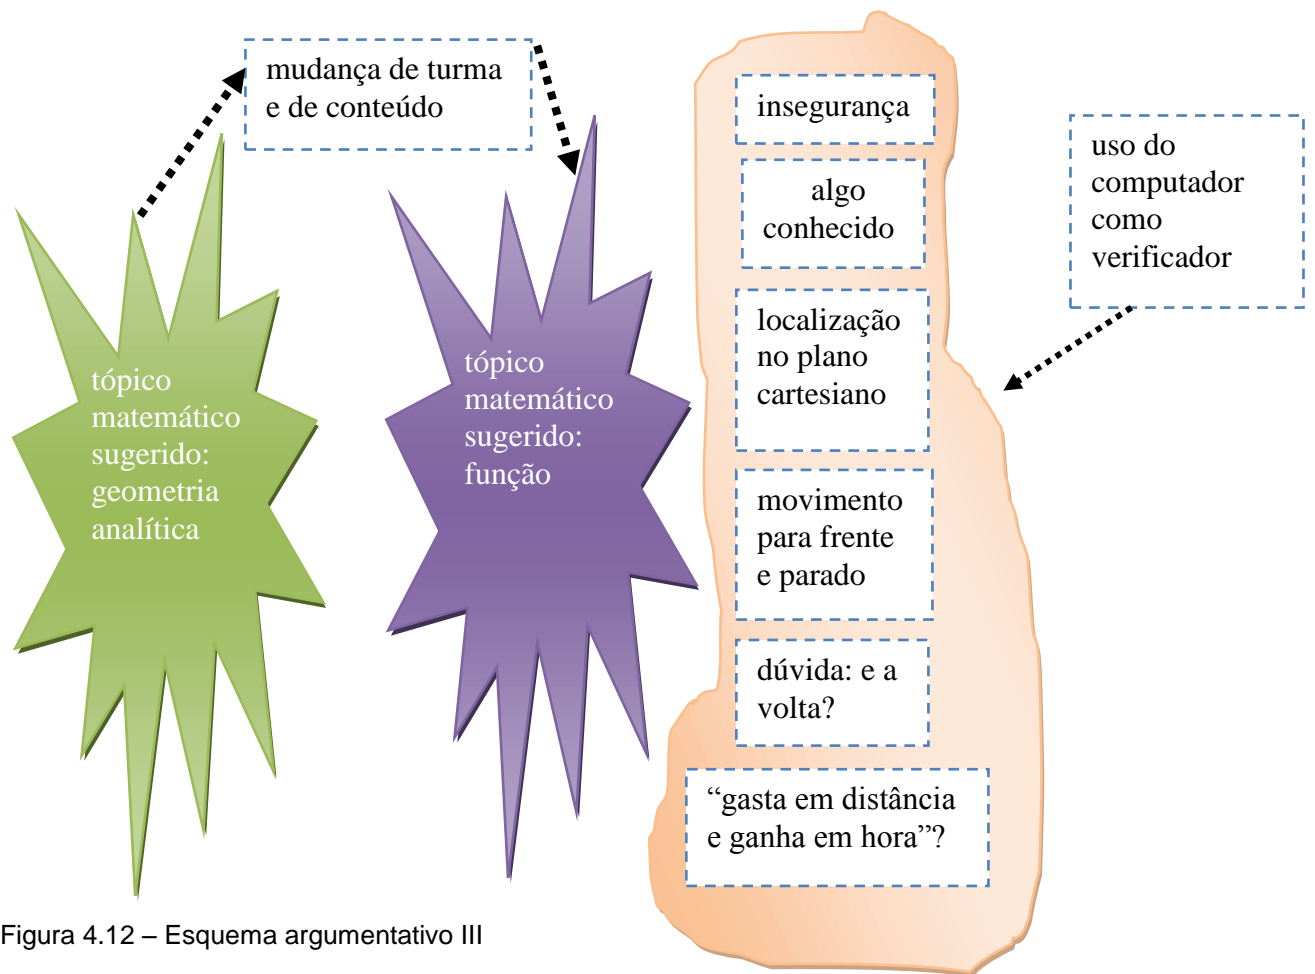 mudança de turma
e de conteúdo
tópico
matemático
sugerido:
geometria
analítica
tópico
matemático
sugerido:
função
insegurança
algo
conhecido
localização
no plano
cartesiano
movimento
para frente
e parado
dúvida: e a
volta?
“gasta em distância
e ganha em hora”?
uso do
computador
como
verificador
Figura 4.12 – Esquema argumentativo III